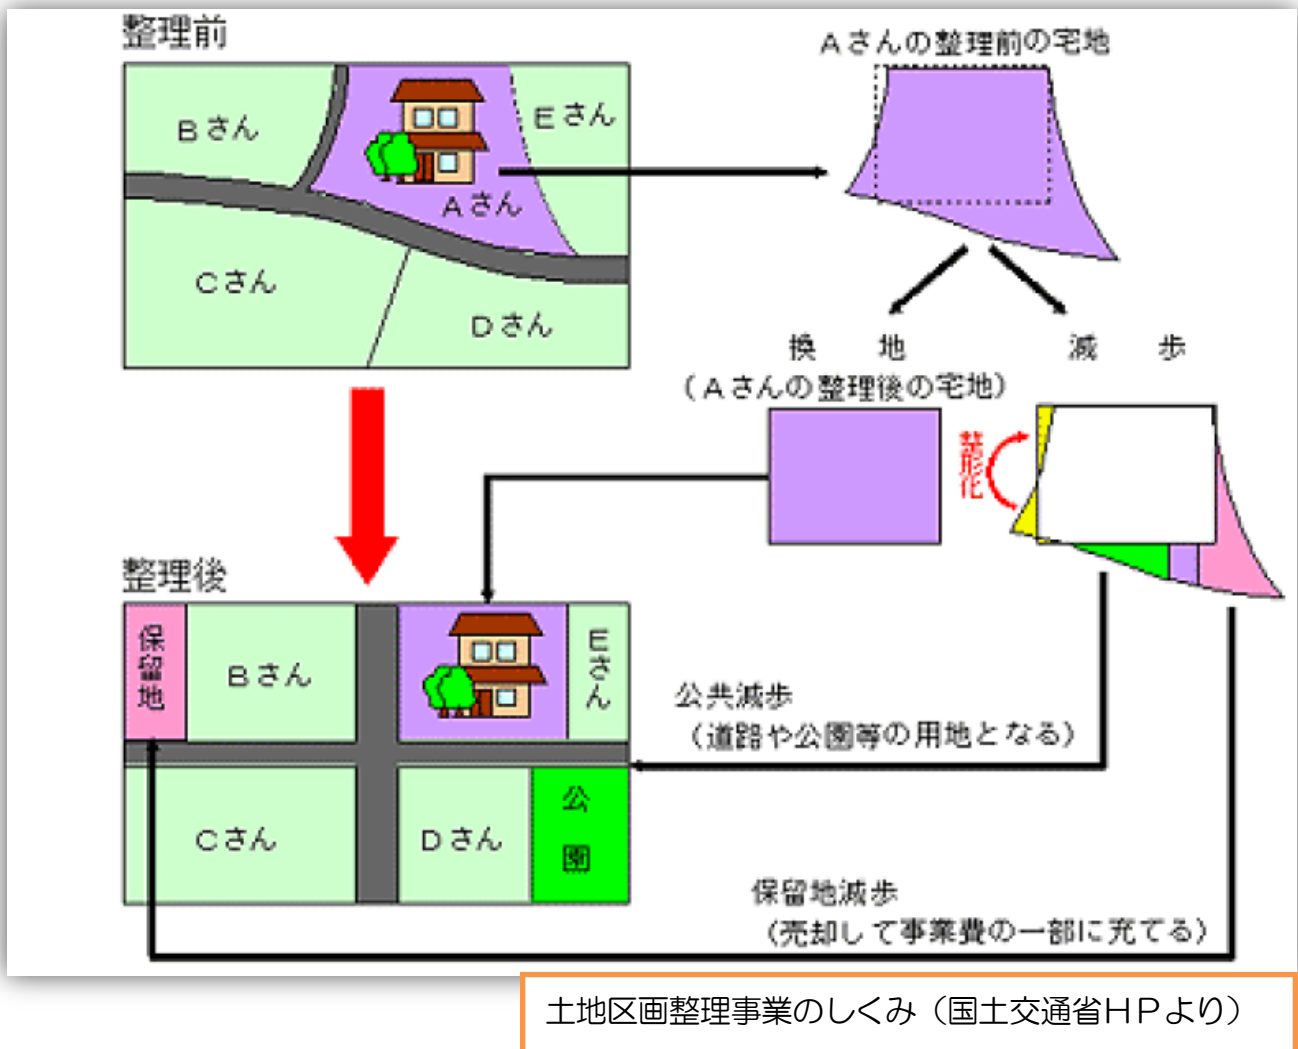 整理前
Ａさんの整理前の宅地
Ｂさん
Ｅさん
Ａさん
Ｃさん
Ｄさん
換地
減歩
（Ａさんの整理後の宅地）
整形化
整理後
保留地
Ｂさん
Ｅさん
公共減歩
（道路や公園等の用地となる）
Ｃさん
Ｄさん
公園
保留地減歩
（売却して事業費の一部に充てる）
土地区画整理事業のしくみ（国土交通省ＨＰより）